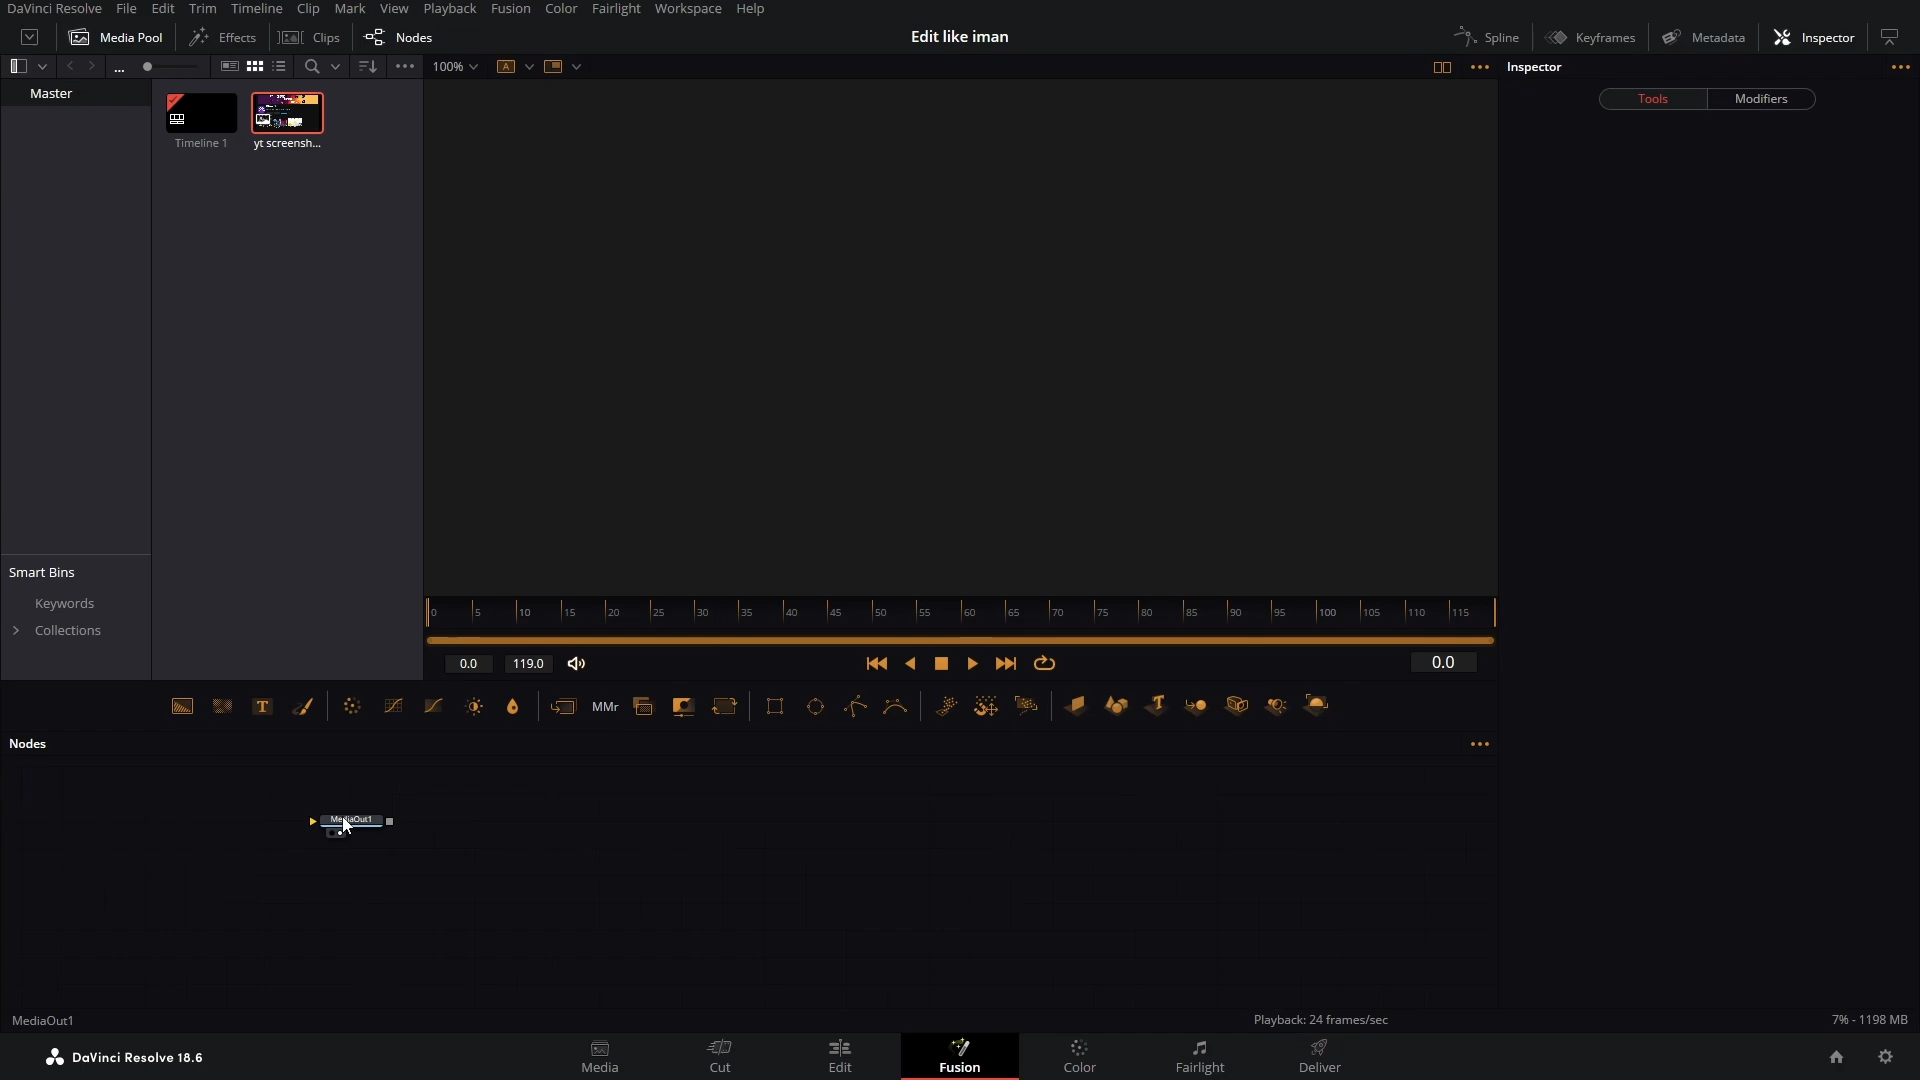 DaVinci Resolve File Edit Trim Timeline Clip Mark View Playback Fusion Color Fairlight Workspace Help
Media Pool Effects Clips Nodes Edit like iman Spline Keyframes Metadata Inspector
... 100% A Inspector
Master
Tools Modifiers
Timeline 1 yt screensh...
Smart Bins
Keywords
Collections
0 5 10 15 20 25 30 35 40 45 50 55 60 65 70 75 80 85 90 95 100 105 110 115
0.0 119.0 0.0
T MMr T
Nodes
MediaOut1
MediaOut1 Playback: 24 frames/sec 7% - 1198 MB
DaVinci Resolve 18.6 Media Cut Edit Fusion Color Fairlight Deliver